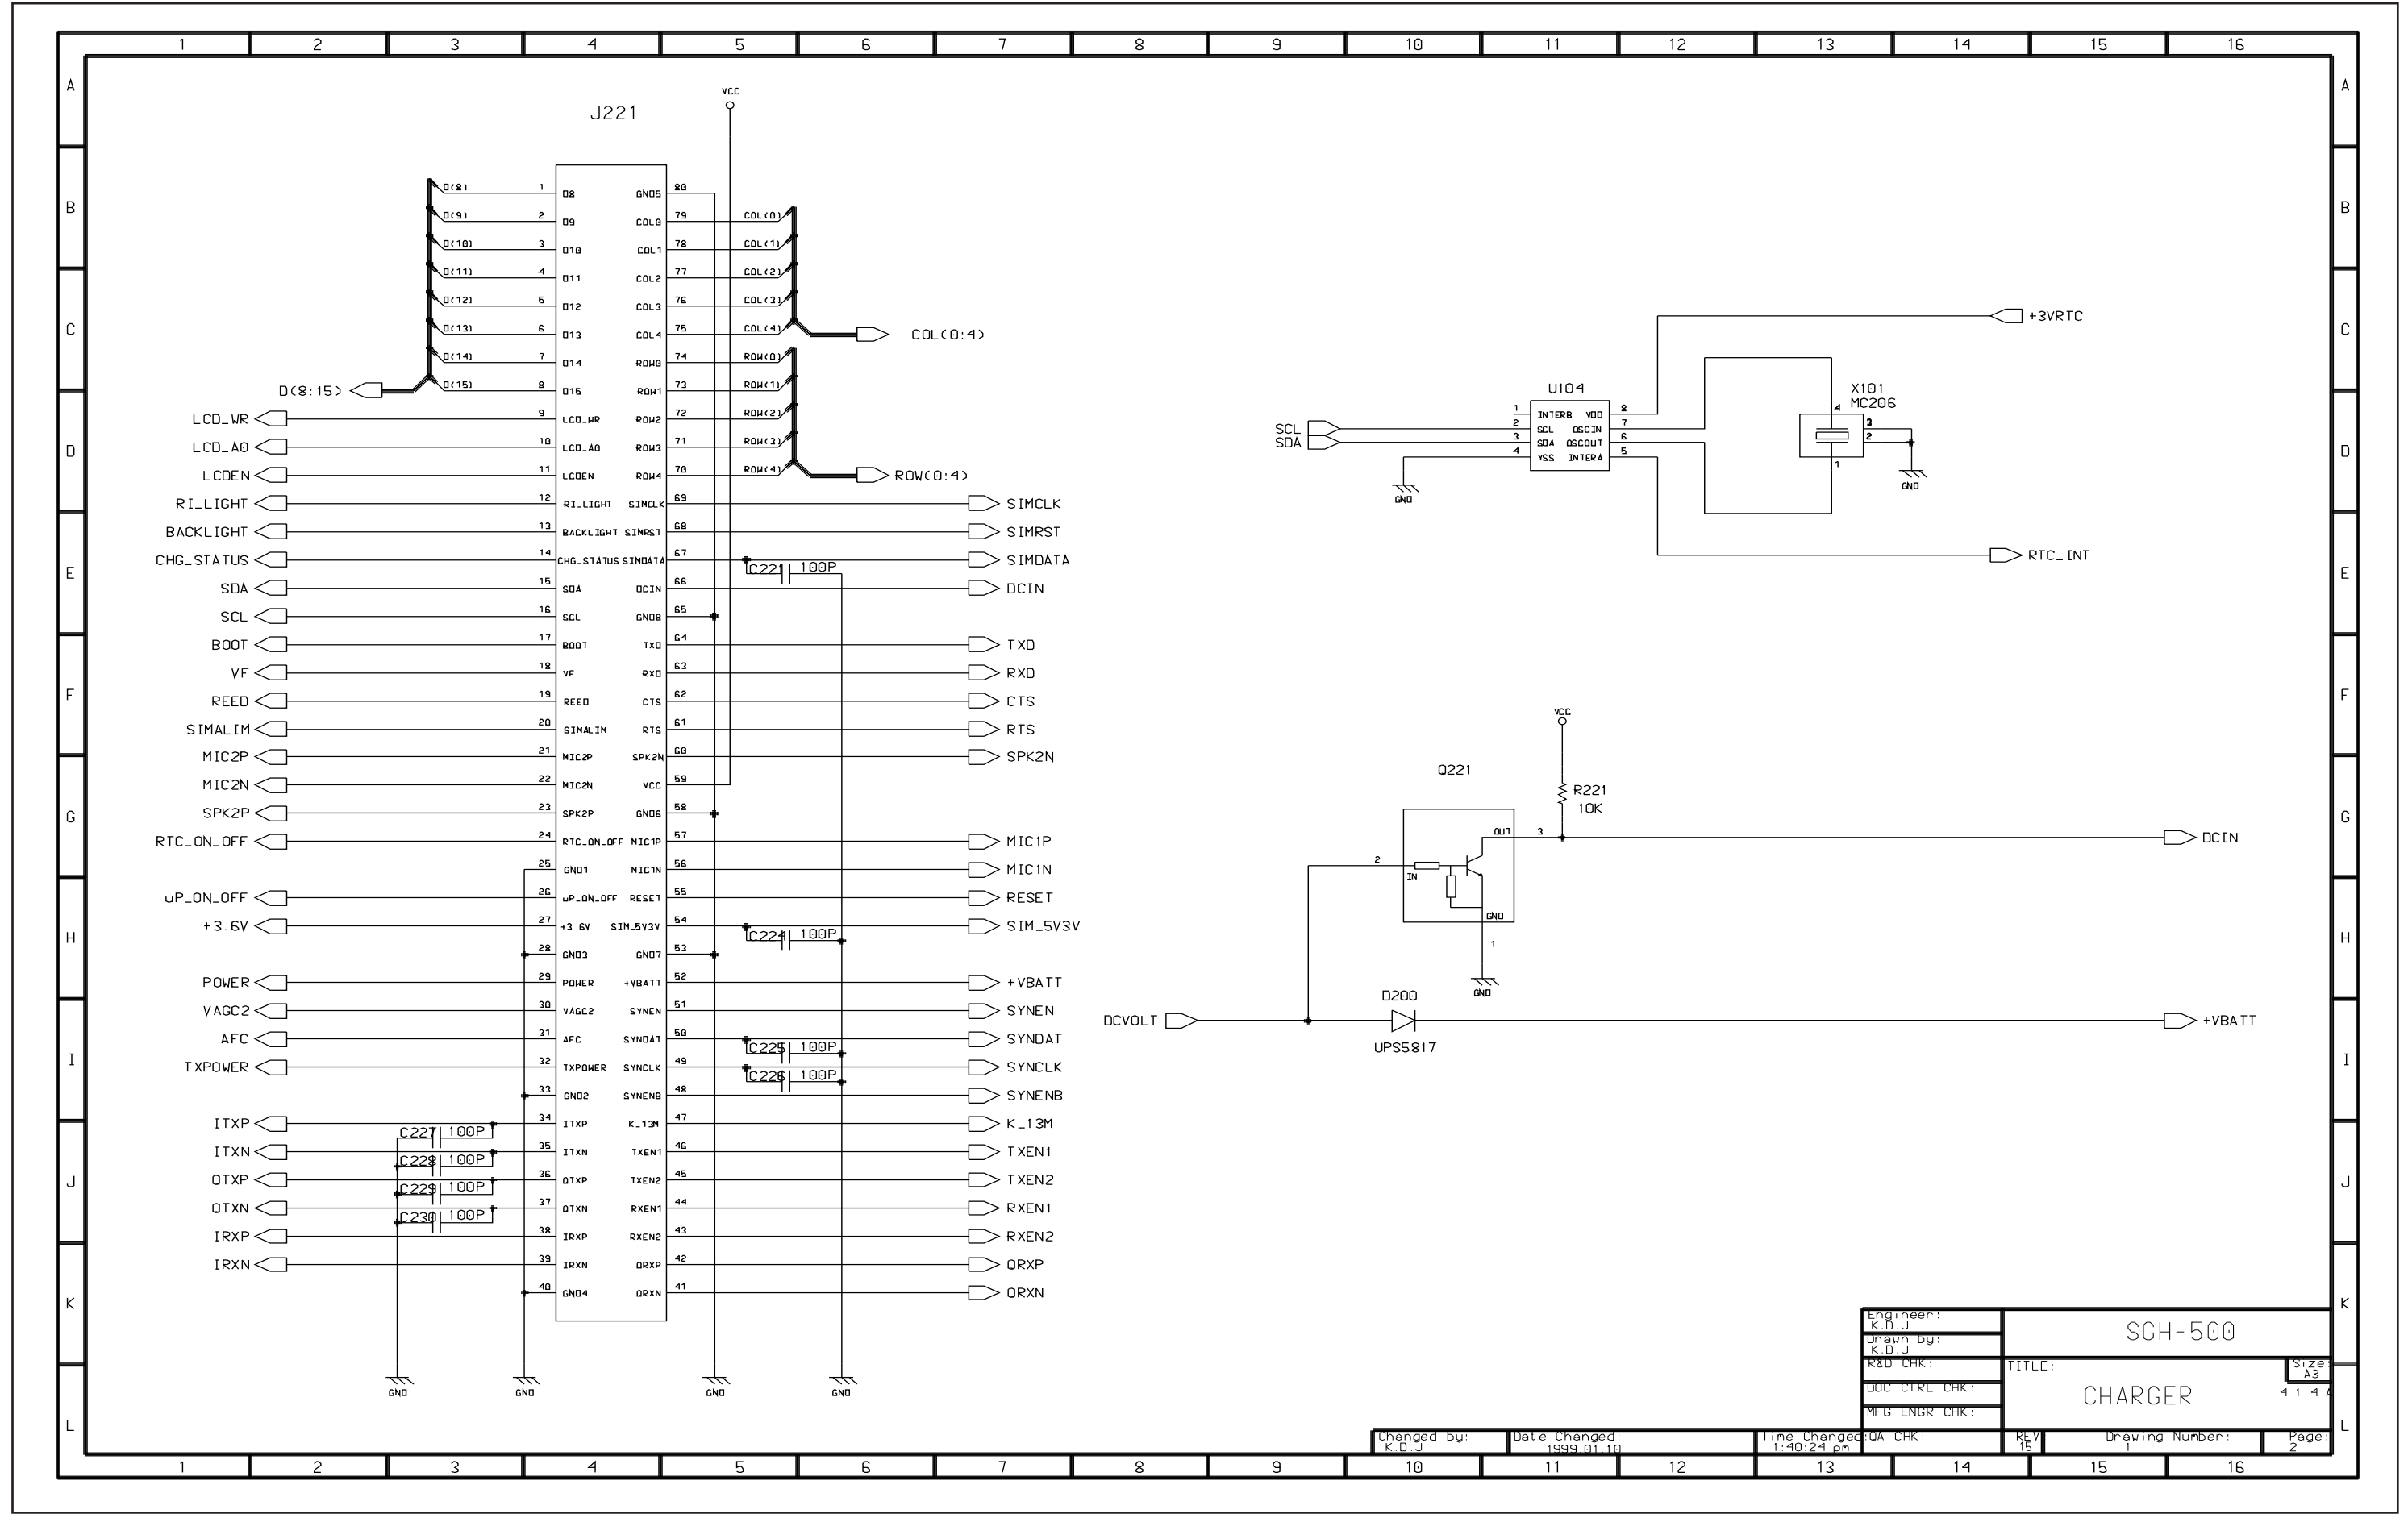 1 2 3 4 5 6 7 8 9 10 11 12 13 14 15 16
A A
B B
C C
D D
E E
F F
G G
H H
I I
J J
K K
L L
J221
VCC
D(8) 1 D8 GND5 80
D(9) 2 D9 COL0 79 COL(0)
D(10) 3 D10 COL1 78 COL(1)
D(11) 4 D11 COL2 77 COL(2)
D(12) 5 D12 COL3 76 COL(3)
D(13) 6 D13 COL4 75 COL(4) COL(0:4)
D(14) 7 D14 ROW0 74 ROW(0)
D(8:15) D(15) 8 D15 ROW1 73 ROW(1)
LCD_WR 9 LCD_WR ROW2 72 ROW(2)
LCD_A0 10 LCD_A0 ROW3 71 ROW(3)
LCDEN 11 LCDEN ROW4 70 ROW(4) ROW(0:4)
RI_LIGHT 12 RI_LIGHT SIMCLK 69 SIMCLK
BACKLIGHT 13 BACKLIGHT SIMRST 68 SIMRST
CHG_STATUS 14 CHG_STATUS SIMDATA 67 SIMDATA
C221 100P
SDA 15 SDA DCIN 66 DCIN
SCL 16 SCL GND8 65
BOOT 17 BOOT TXD 64 TXD
VF 18 VF RXD 63 RXD
REED 19 REED CTS 62 CTS
SIMALIM 20 SIMALIM RTS 61 RTS
MIC2P 21 MIC2P SPK2N 60 SPK2N
MIC2N 22 MIC2N VCC 59
SPK2P 23 SPK2P GND6 58
RTC_ON_OFF 24 RTC_ON_OFF MIC1P 57 MIC1P
25 GND1 MIC1N 56 MIC1N
uP_ON_OFF 26 uP_ON_OFF RESET 55 RESET
+3.6V 27 +3 6V SIM_5V3V 54 SIM_5V3V
C224 100P
28 GND3 GND7 53
POWER 29 POWER +VBATT 52 +VBATT
VAGC2 30 VAGC2 SYNEN 51 SYNEN
AFC 31 AFC SYNDAT 50 SYNDAT
C225 100P
TXPOWER 32 TXPOWER SYNCLK 49 SYNCLK
C226 100P
33 GND2 SYNENB 48 SYNENB
ITXP 34 ITXP K_13M 47 K_13M
C227 100P
ITXN 35 ITXN TXEN1 46 TXEN1
C228 100P
QTXP 36 QTXP TXEN2 45 TXEN2
C229 100P
QTXN 37 QTXN RXEN1 44 RXEN1
C230 100P
IRXP 38 IRXP RXEN2 43 RXEN2
IRXN 39 IRXN QRXP 42 QRXP
40 GND4 QRXN 41 QRXN
GND GND GND GND
+3VRTC
U104
X101
MC206
SCL
SDA
1 INTERB VDD 8
2 SCL OSCIN 7
3 SDA OSCOUT 6
4 VSS INTERA 5
4
2
1
GND
GND
RTC_INT
VCC
Q221
R221
10K
OUT 3
DCIN
2 IN
GND
1
GND
DCVOLT
D200
UPS5817
+VBATT
Engineer:
K.D.J
Drawn by:
K.D.J
R&D CHK:
DOC CTRL CHK:
MFG ENGR CHK:
SGH-500
TITLE:
CHARGER
Size:
A3
4 1 4 A
Changed by:
K.D.J
Date Changed:
1999.01.10
Time Changed:
1:40:24 pm
QA CHK:
REV
15
Drawing Number:
1
Page:
2
1 2 3 4 5 6 7 8 9 10 11 12 13 14 15 16